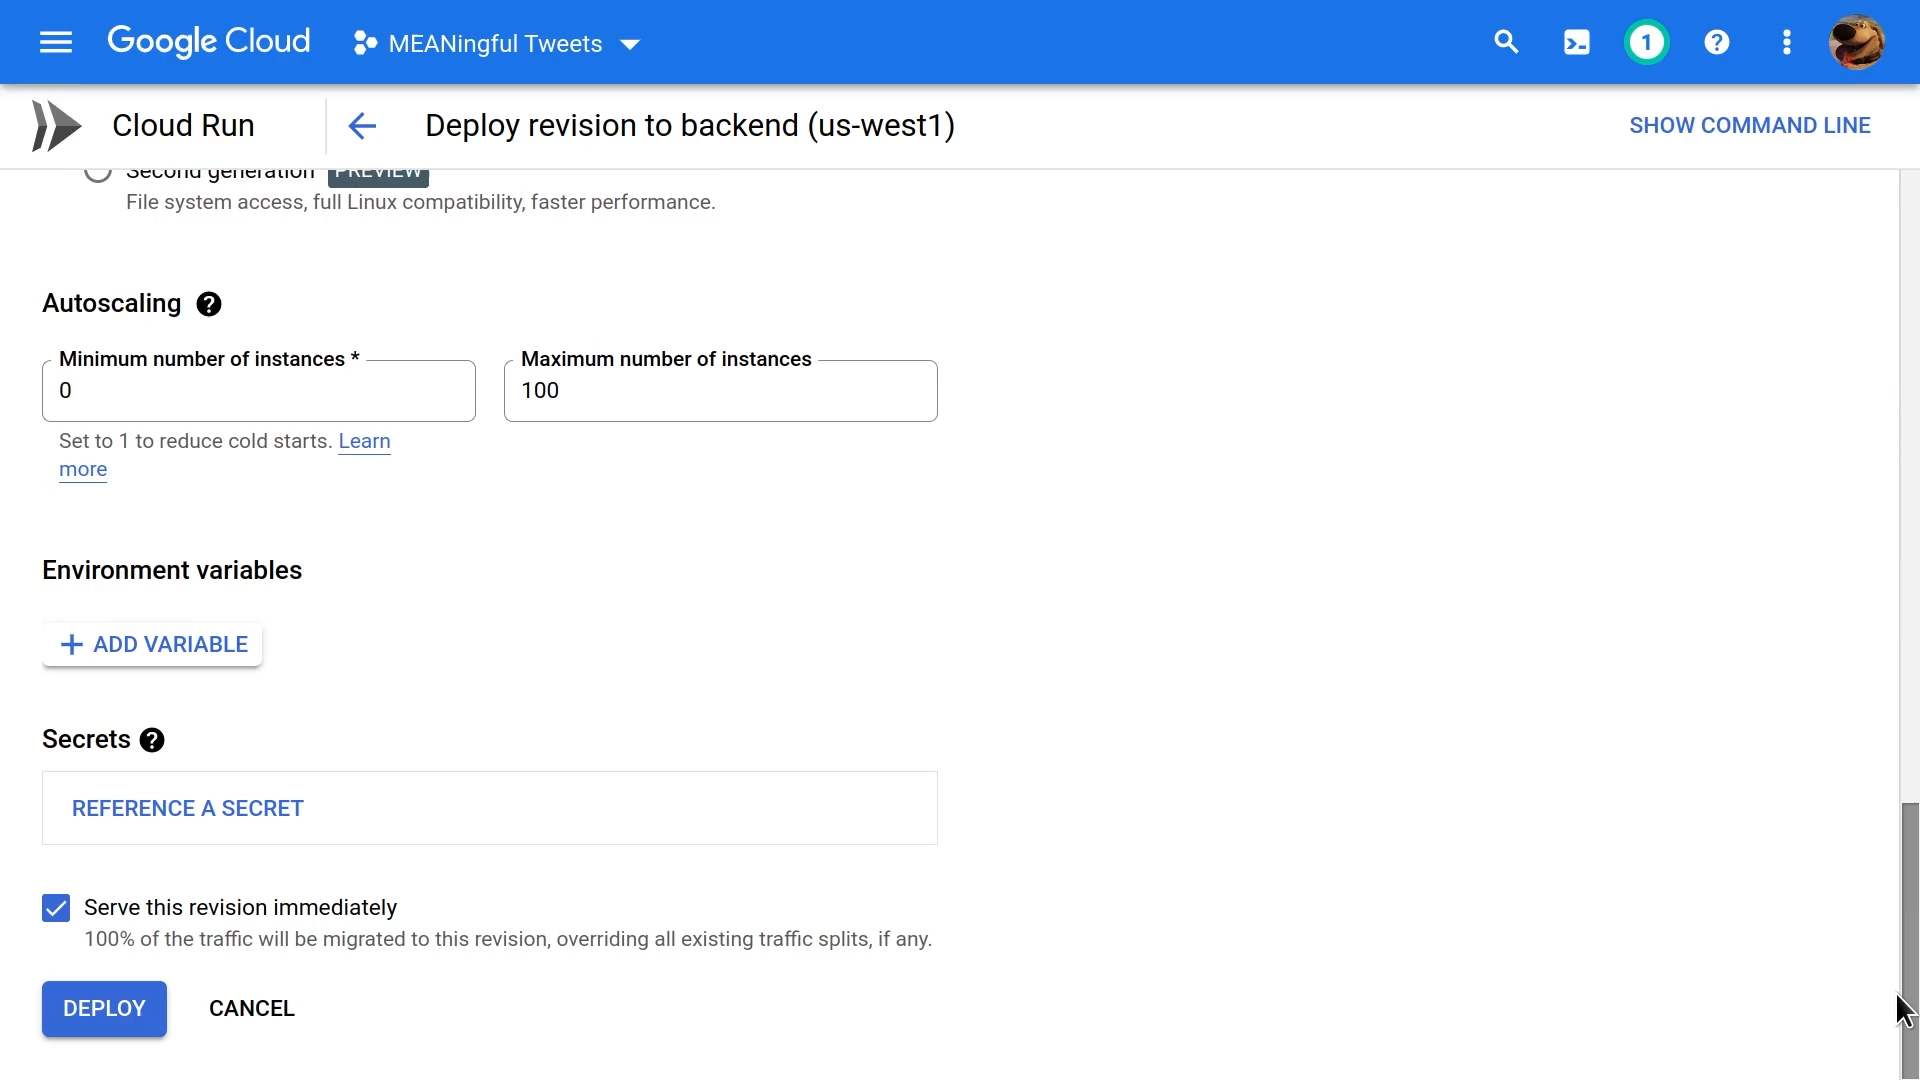 Google Cloud
MEANingful Tweets
1
Cloud Run
Deploy revision to backend (us-west1)
SHOW COMMAND LINE
Second generation PREVIEW
File system access, full Linux compatibility, faster performance.
Autoscaling
Minimum number of instances *
0
Maximum number of instances
100
Set to 1 to reduce cold starts. Learn
more
Environment variables
ADD VARIABLE
Secrets
REFERENCE A SECRET
Serve this revision immediately
100% of the traffic will be migrated to this revision, overriding all existing traffic splits, if any.
DEPLOY
CANCEL